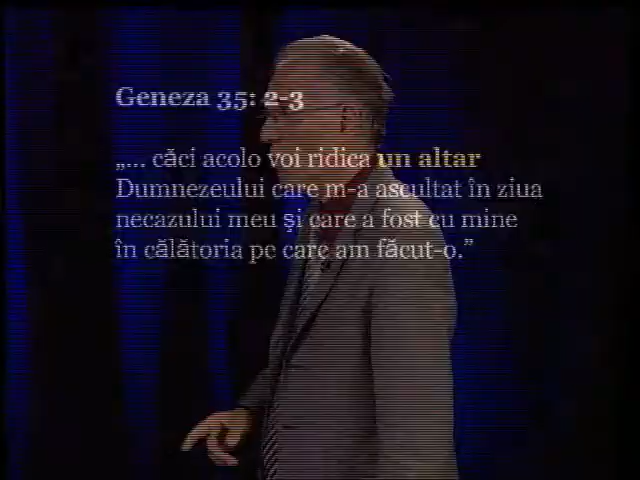 Geneza 35: 2-3
„... căci acolo voi ridica un altar
Dumnezeului care m-a ascultat în ziua
necazului meu şi care a fost cu mine
în călătoria pe care am făcut-o.”